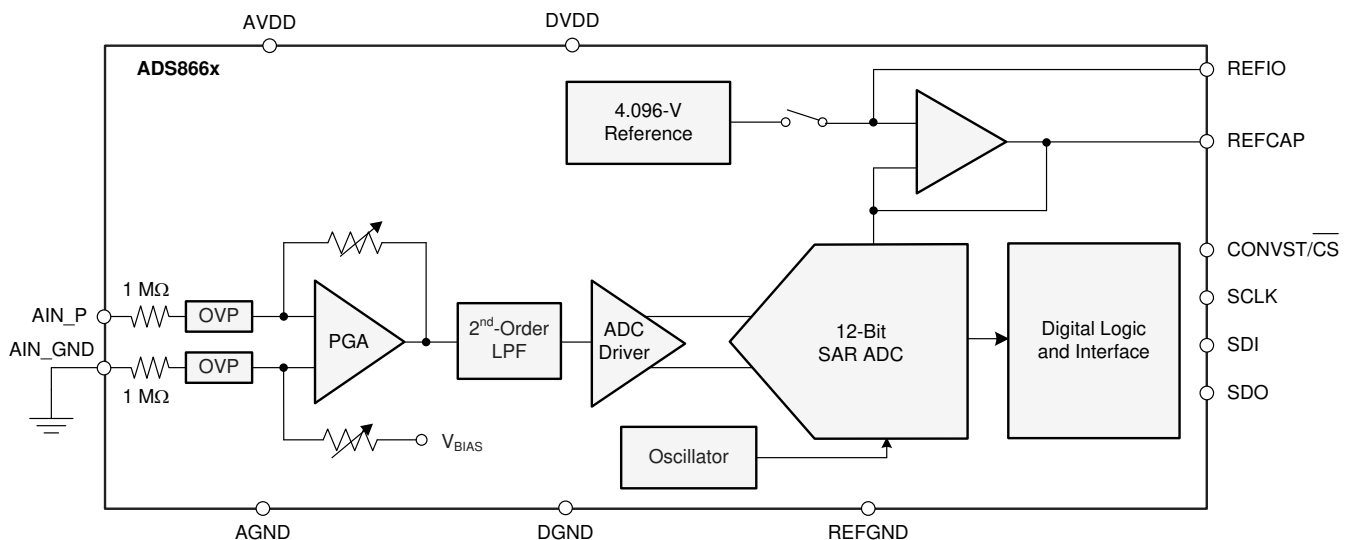 AVDD
DVDD
ADS866x
REFIO
4.096-V
Reference
REFCAP
CONVST/C̅S̅
1 MΩ
AIN_P
OVP
SCLK
AIN_GND
PGA
2nd-Order
LPF
ADC
Driver
12-Bit
SAR ADC
Digital Logic
and Interface
SDI
OVP
1 MΩ
SDO
VBIAS
Oscillator
AGND
DGND
REFGND